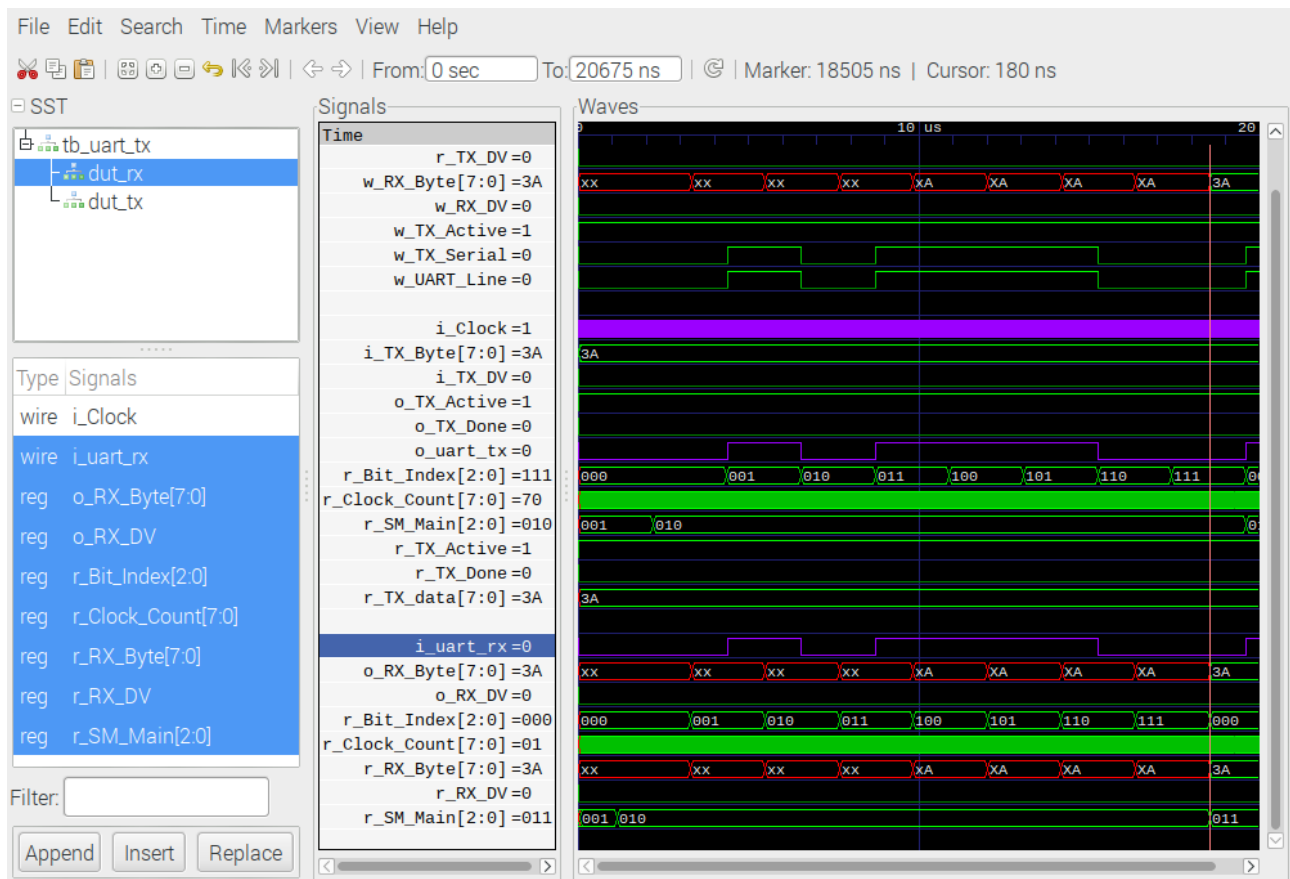 File Edit Search Time Markers View Help
From: 0 sec To: 20675 ns Marker: 18505 ns | Cursor: 180 ns
SST
tb_uart_tx
dut_rx
dut_tx
Type Signals
wire i_Clock
wire i_uart_rx
reg o_RX_Byte[7:0]
reg o_RX_DV
reg r_Bit_Index[2:0]
reg r_Clock_Count[7:0]
reg r_RX_Byte[7:0]
reg r_RX_DV
reg r_SM_Main[2:0]
Filter:
Append Insert Replace
Signals
Time
r_TX_DV=0
w_RX_Byte[7:0]=3A
w_RX_DV=0
w_TX_Active=1
w_TX_Serial=0
w_UART_Line=0
i_Clock=1
i_TX_Byte[7:0]=3A
i_TX_DV=0
o_TX_Active=1
o_TX_Done=0
o_uart_tx=0
r_Bit_Index[2:0]=111
r_Clock_Count[7:0]=70
r_SM_Main[2:0]=010
r_TX_Active=1
r_TX_Done=0
r_TX_data[7:0]=3A
i_uart_rx=0
o_RX_Byte[7:0]=3A
o_RX_DV=0
r_Bit_Index[2:0]=000
r_Clock_Count[7:0]=01
r_RX_Byte[7:0]=3A
r_RX_DV=0
r_SM_Main[2:0]=011
Waves
10 us 20
xx xx xx xx xA XA XA XA 3A
3A
000 001 010 011 100 101 110 111
001 010
3A
xx xx xx xx xA XA XA XA 3A
000 001 010 011 100 101 110 111 000
xx xx xx xx xA XA XA XA 3A
001 010 011